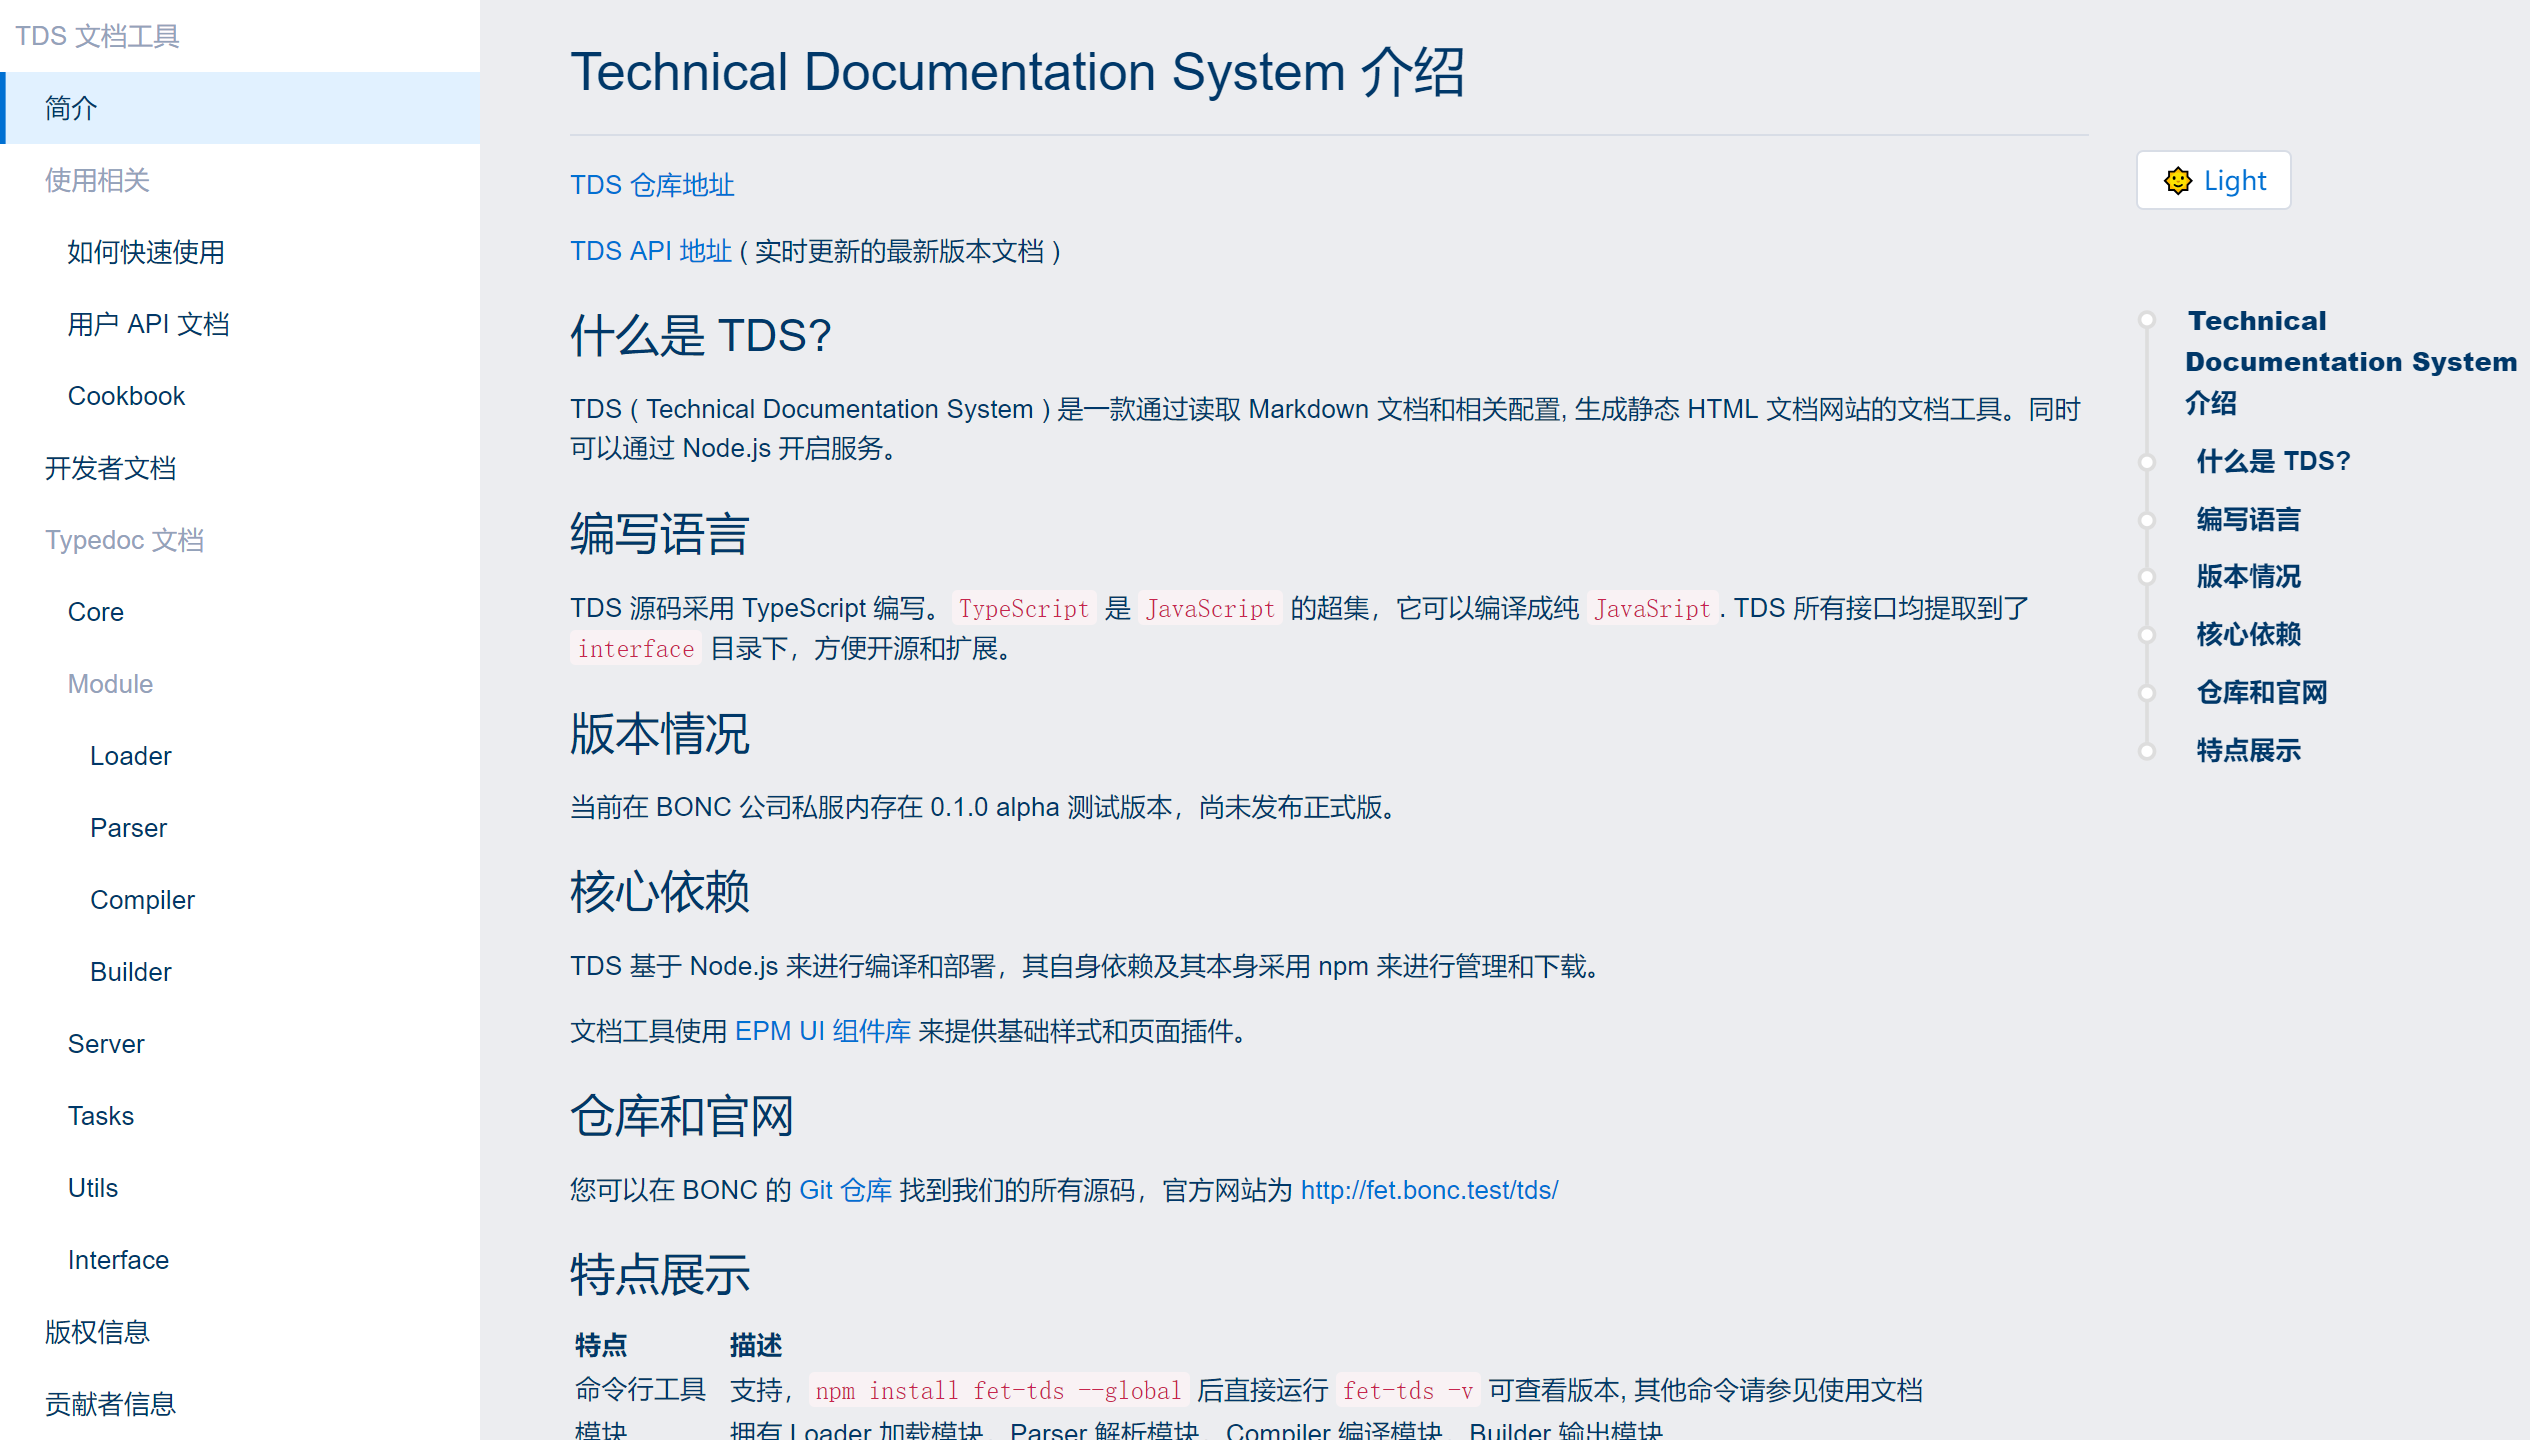 TDS 文档工具
简介
使用相关
如何快速使用
用户 API 文档
Cookbook
开发者文档
Typedoc 文档
Core
Module
Loader
Parser
Compiler
Builder
Server
Tasks
Utils
Interface
版权信息
贡献者信息
Technical Documentation System 介绍
TDS 仓库地址
TDS API 地址 ( 实时更新的最新版本文档 )
什么是 TDS?
TDS ( Technical Documentation System ) 是一款通过读取 Markdown 文档和相关配置, 生成静态 HTML 文档网站的文档工具。同时
可以通过 Node.js 开启服务。
编写语言
TDS 源码采用 TypeScript 编写。TypeScript 是 JavaScript 的超集，它可以编译成纯 JavaSript. TDS 所有接口均提取到了
interface 目录下，方便开源和扩展。
版本情况
当前在 BONC 公司私服内存在 0.1.0 alpha 测试版本，尚未发布正式版。
核心依赖
TDS 基于 Node.js 来进行编译和部署，其自身依赖及其本身采用 npm 来进行管理和下载。
文档工具使用 EPM UI 组件库 来提供基础样式和页面插件。
仓库和官网
您可以在 BONC 的 Git 仓库 找到我们的所有源码，官方网站为 http://fet.bonc.test/tds/
特点展示
特点 描述
命令行工具 支持，npm install fet-tds --global 后直接运行 fet-tds -v 可查看版本, 其他命令请参见使用文档
模块 拥有 Loader 加载模块、Parser 解析模块、Compiler 编译模块、Builder 输出模块
Light
Technical
Documentation System
介绍
什么是 TDS?
编写语言
版本情况
核心依赖
仓库和官网
特点展示